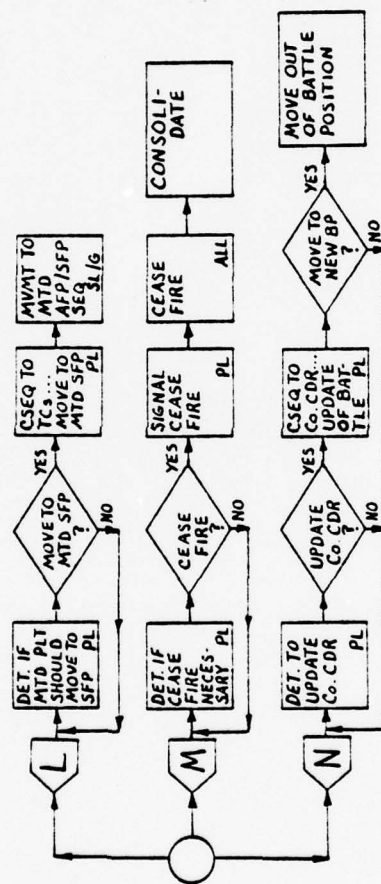 L
DET. IF
MTD PLT
SHOULD
MOVE TO
SFP PL
MOVE TO
MTD SFP
?
YES
NO
CSEQ TO
TCs...
MOVE TO
MTD SFP
PL
MVMT TO
MTD
AFP/SFP
SEQ
SL/G
M
DET. IF
CEASE
FIRE
NECES-
SARY PL
CEASE
FIRE
?
YES
NO
SIGNAL
CEASE
FIRE
PL
CEASE
FIRE
ALL
CONSOLI-
DATE
N
DET. TO
UPDATE
Co. CDR
PL
UPDATE
Co. CDR
?
YES
NO
CSEQ TO
Co. CDR...
UPDATE
OF BAT-
TLE PL
MOVE TO
NEW BP
?
YES
NO
MOVE OUT
OF BATTLE
POSITION